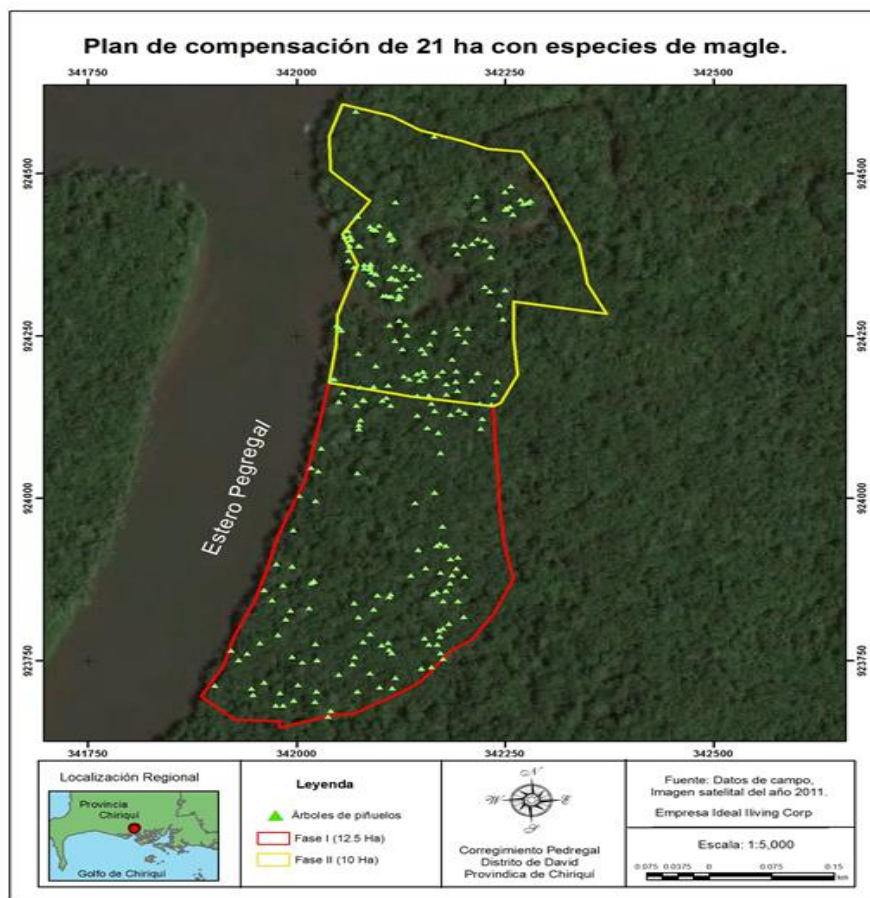 Plan de compensación de 21 ha con especies de magle.
341750 342000 342250 342500
924500 924500
924250 924250
924000 924000
923750 923750
Estero Pegregal
341750 342000 342250 342500
Localización Regional
Provincia
Chiriquí
Golfo de Chiriquí
Leyenda
Árboles de piñuelos
Fase I (12.5 Ha)
Fase II (10 Ha)
N
W E
S
Corregimiento Pedregal
Distrito de David
Provindica de Chiriquí
Fuente: Datos de campo,
Imagen satelital del año 2011.
Empresa Ideal Iliving Corp
Escala: 1:5,000
0.075 0.0375 0 0.075 0.15
km